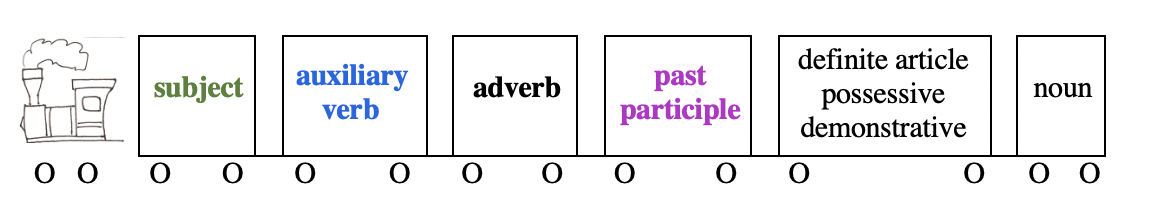 subject
auxiliary
verb
adverb
past
participle
definite article
possessive
demonstrative
noun
O O O O O O O O O O O O O O